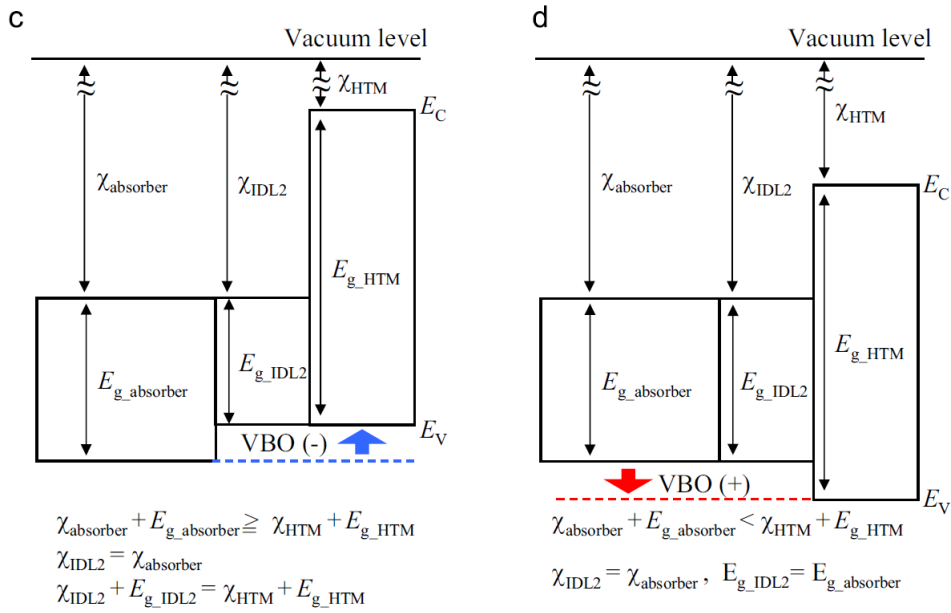 c
Vacuum level
χHTM
EC
χabsorber
χIDL2
Eg_HTM
Eg_absorber
Eg_IDL2
VBO (-)
EV
χabsorber + Eg_absorber ≧ χHTM + Eg_HTM
χIDL2 = χabsorber
χIDL2 + Eg_IDL2 = χHTM + Eg_HTM
d
Vacuum level
χHTM
χabsorber
χIDL2
EC
Eg_HTM
Eg_absorber
Eg_IDL2
VBO (+)
EV
χabsorber + Eg_absorber < χHTM + Eg_HTM
χIDL2 = χabsorber , Eg_IDL2 = Eg_absorber